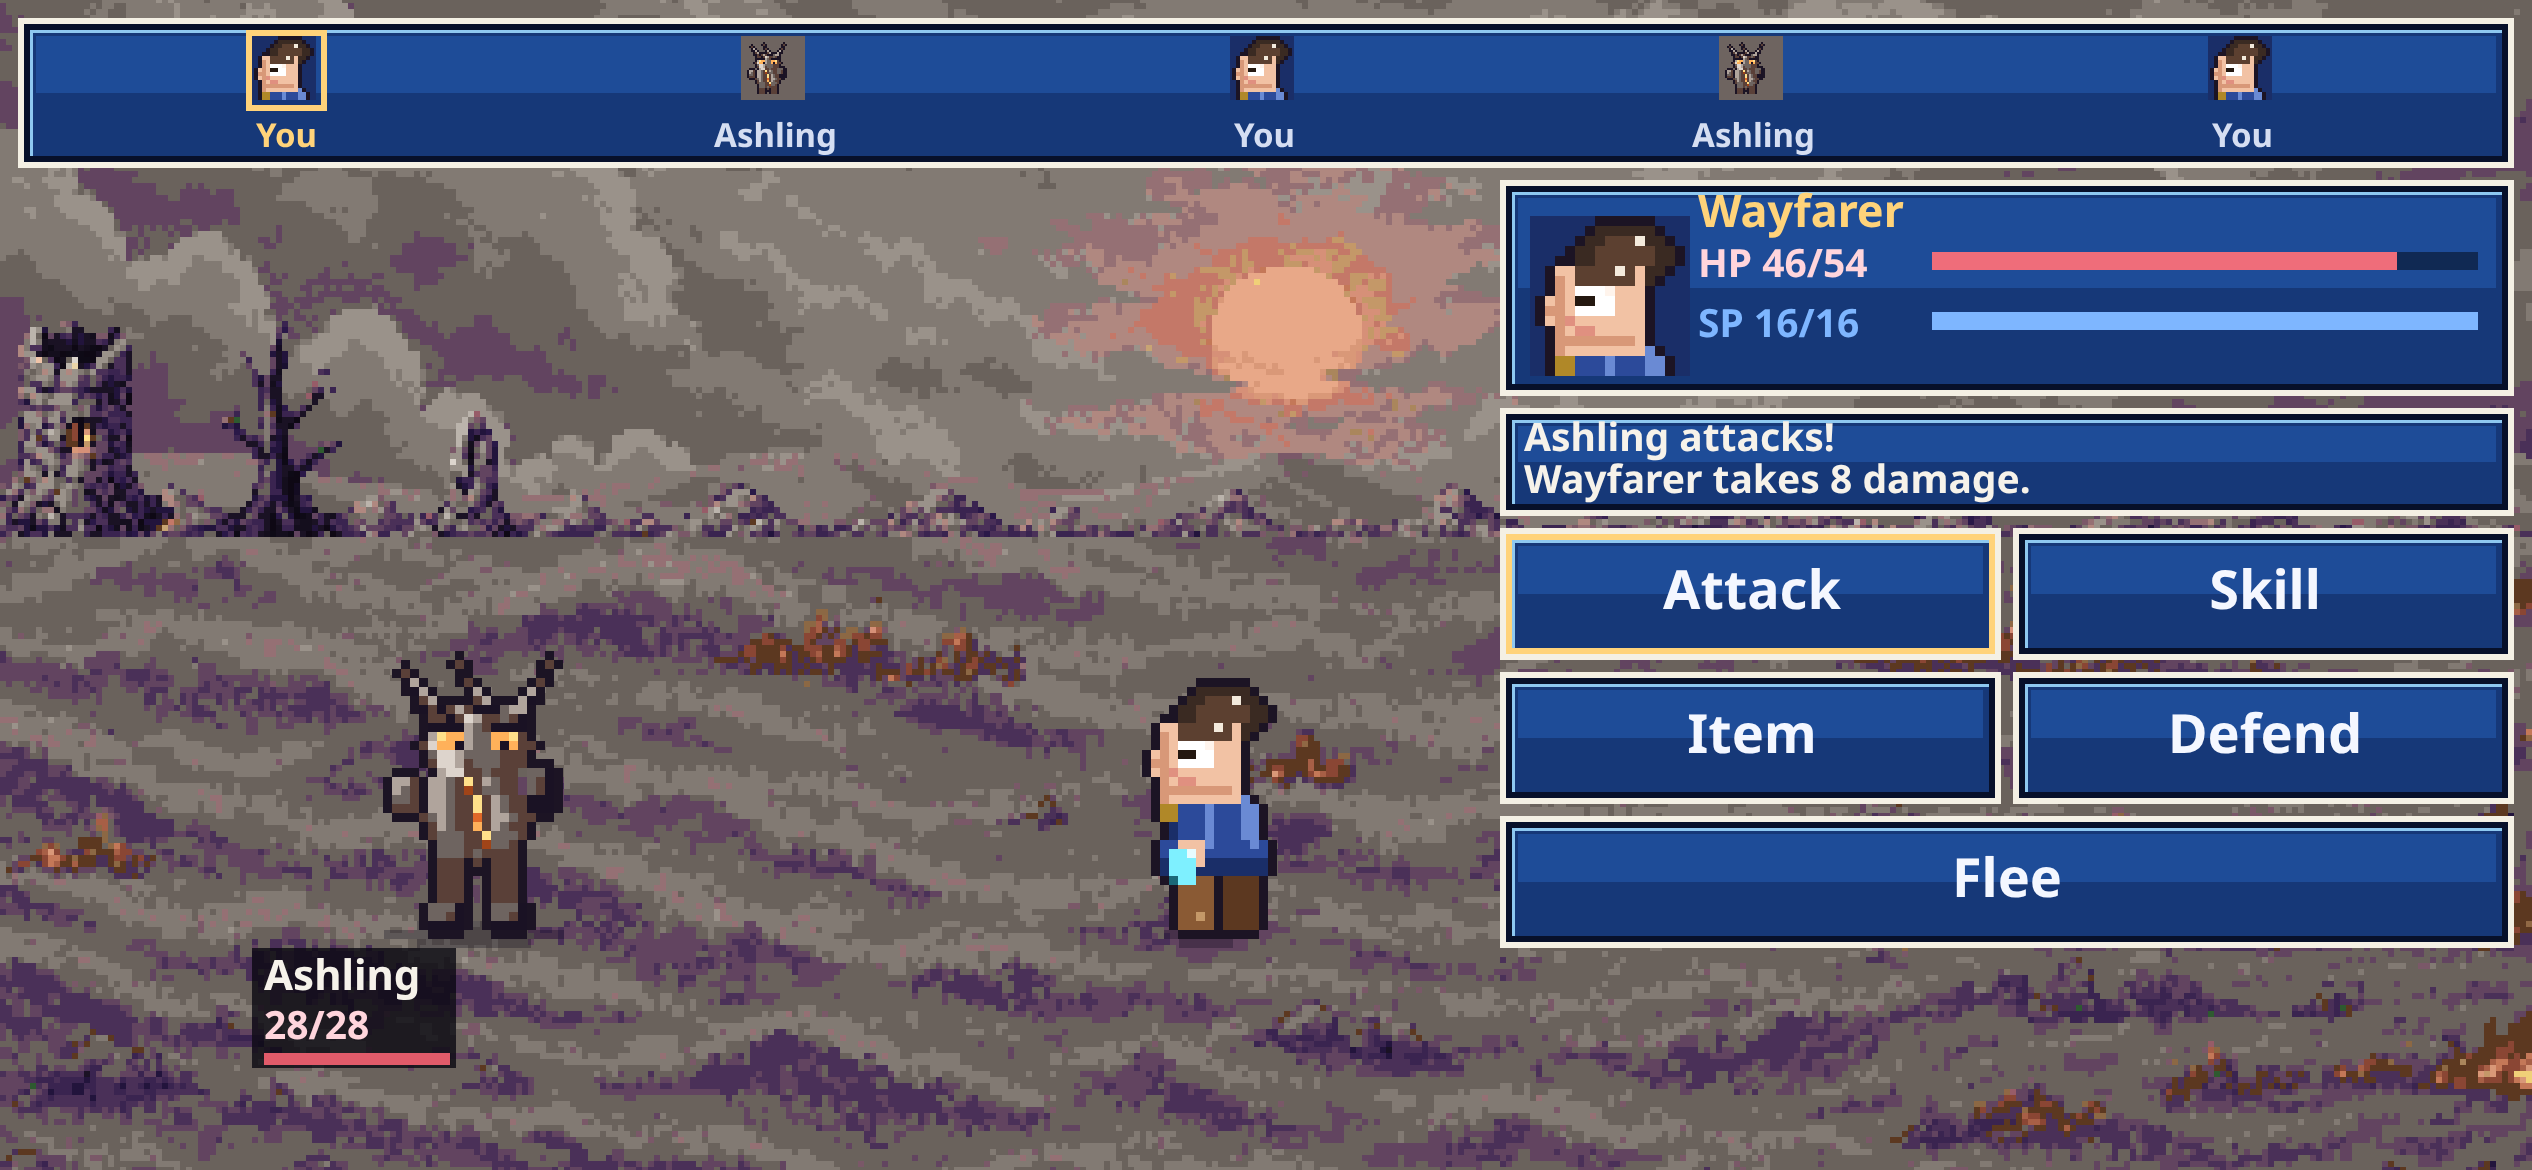 You
Ashling
You
Ashling
You
Wayfarer
HP 46/54
SP 16/16
Ashling attacks!
Wayfarer takes 8 damage.
Attack
Skill
Item
Defend
Flee
Ashling
28/28